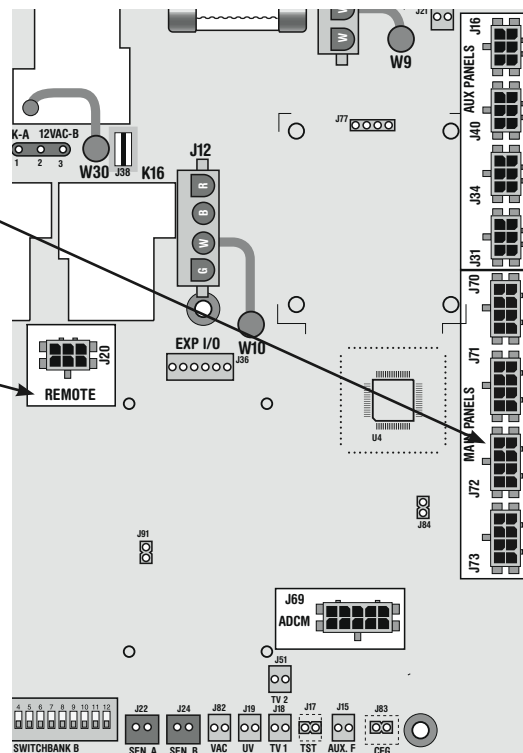 J21
W
W
W9
J16
AUX PANELS
J40
J34
J31
J77
K-A 12VAC-B
1 2 3
W30
J38
K16
J12
R
B
W
G
W10
J20
REMOTE
EXP I/O
J36
J70
J71
MAIN PANELS
J72
J73
U4
J84
J91
J69
ADCM
J51
TV 2
4 5 6 7 8 9 10 11 12
SWITCHBANK B
J22
SEN. A
J24
SEN. B
J82
VAC
J19
UV
J18
TV 1
J17
TST
J15
AUX. F
J83
CFG